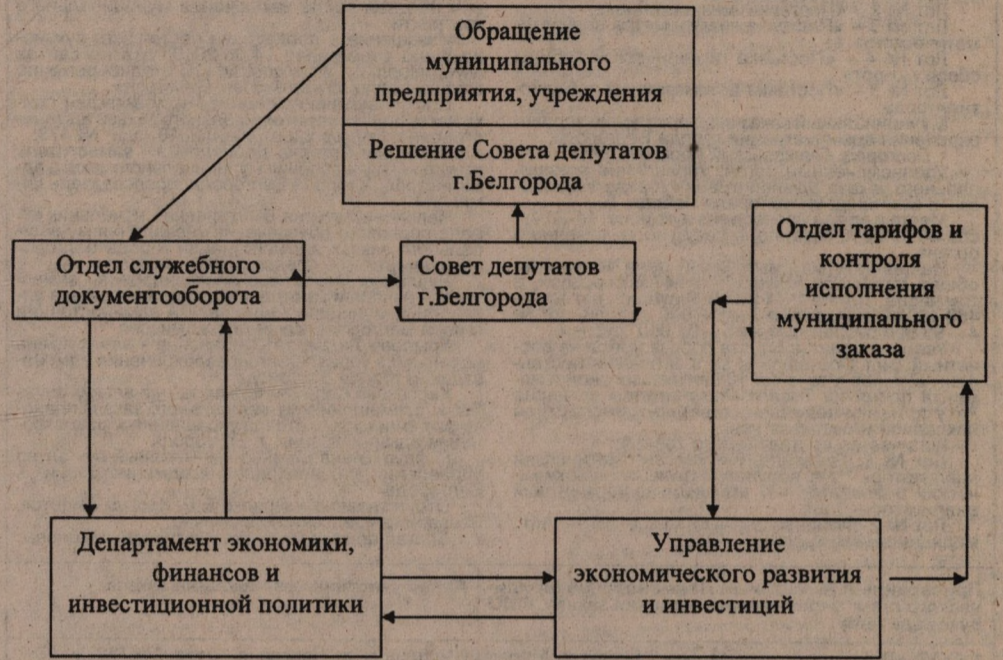 Обращение
муниципального
предприятия, учреждения
Решение Совета депутатов
г.Белгорода
Отдел служебного
документооборота
Совет депутатов
г.Белгорода
Отдел тарифов и
контроля
исполнения
муниципального
заказа
Департамент экономики,
финансов и
инвестиционной политики
Управление
экономического развития
и инвестиций